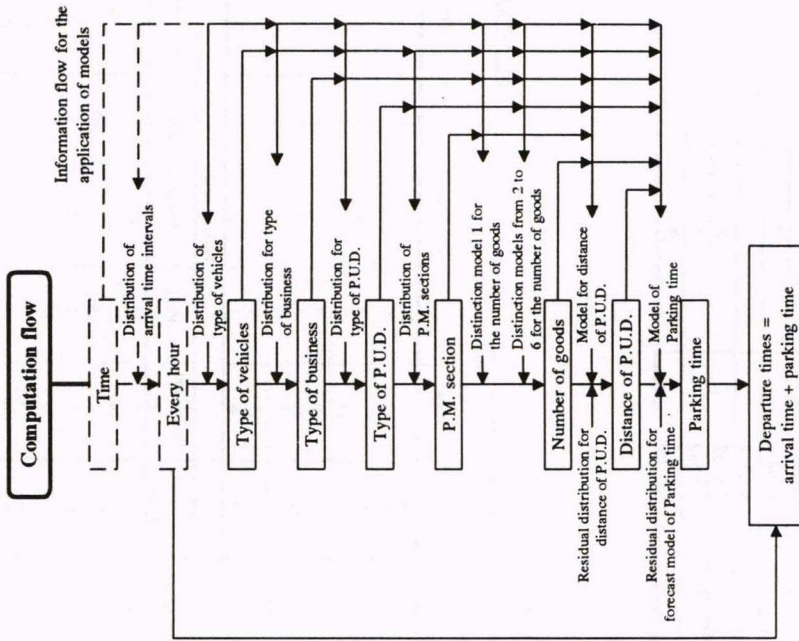 Computation flow
Information flow for the
application of models
Time
Distribution of
arrival time intervals
Every hour
Distribution of
type of vehicles
Type of vehicles
Distribution for type
of business
Type of business
Distribution for
type of P.U.D.
Type of P.U.D.
Distribution of
P.M. sections
P.M. section
Distinction model 1 for
the number of goods
Distinction models from 2 to
6 for the number of goods
Number of goods
Residual distribution for
distance of P.U.D.
Model for distance
of P.U.D.
Distance of P.U.D.
Residual distribution for
forecast model of Parking time
Model of
Parking time
Parking time
Departure times =
arrival time + parking time